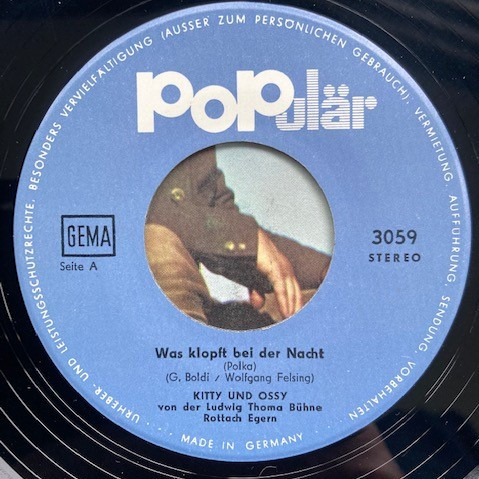 URHEBER- UND LEISTUNGSSCHUTZRECHTE, BESONDERS VERVIELFÄLTIGUNG (AUSSER ZUM PERSÖNLICHEN GEBRAUCH), VERMIETUNG, AUFFÜHRUNG, SENDUNG VORBEHALTEN
POPulär
GEMA
Seite A
3059
STEREO
Was klopft bei der Nacht
(Polka)
(G. Boldi / Wolfgang Felsing)
KITTY UND OSSY
von der Ludwig Thoma Bühne
Rottach Egern
MADE IN GERMANY